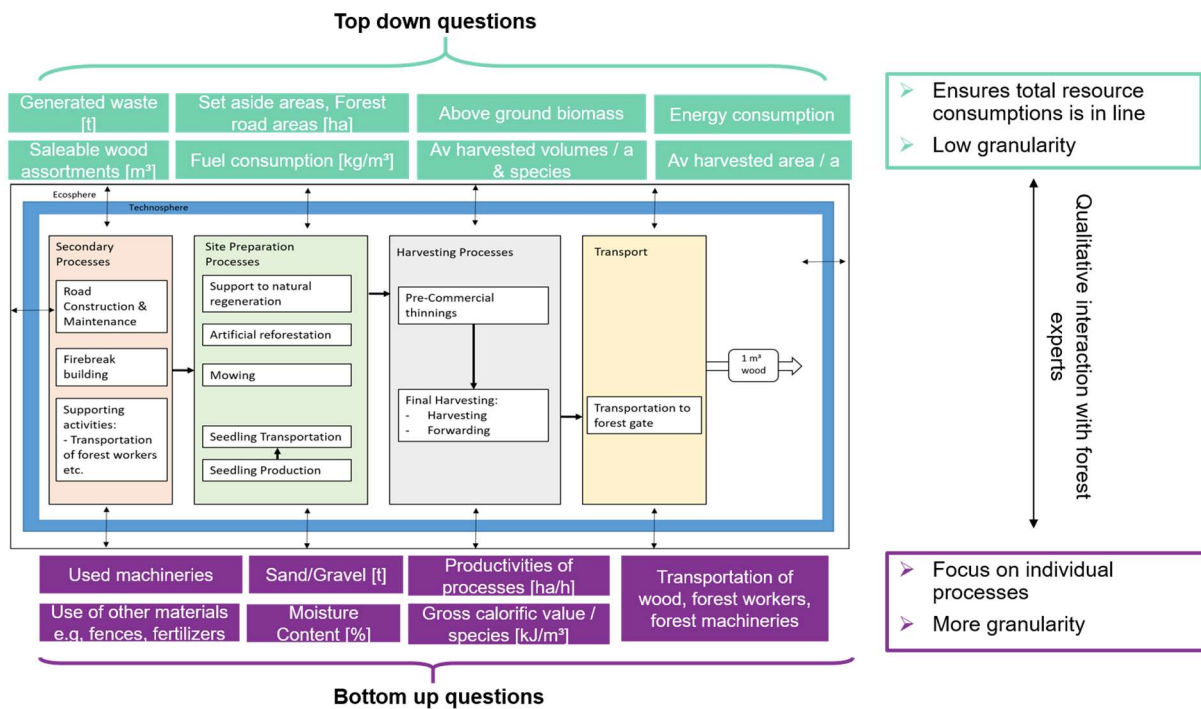 Top down questions
Generated waste
[t]
Set aside areas, Forest
road areas [ha]
Above ground biomass
Energy consumption
Saleable wood
assortments [m³]
Fuel consumption [kg/m³]
Av harvested volumes / a
& species
Av harvested area / a
Ensures total resource
consumptions is in line
Low granularity
Ecosphere
Technosphere
Secondary
Processes
Road
Construction &
Maintenance
Firebreak
building
Supporting
activities:
- Transportation
of forest workers
etc.
Site Preparation
Processes
Support to natural
regeneration
Artificial reforestation
Mowing
Seedling Transportation
Seedling Production
Harvesting Processes
Pre-Commercial
thinnings
Final Harvesting:
- Harvesting
- Forwarding
Transport
Transportation to
forest gate
1 m³
wood
Qualitative interaction with forest
experts
Used machineries
Sand/Gravel [t]
Productivities of
processes [ha/h]
Transportation of
wood, forest workers,
forest machineries
Use of other materials
e.g, fences, fertilizers
Moisture
Content [%]
Gross calorific value /
species [kJ/m³]
Focus on individual
processes
More granularity
Bottom up questions